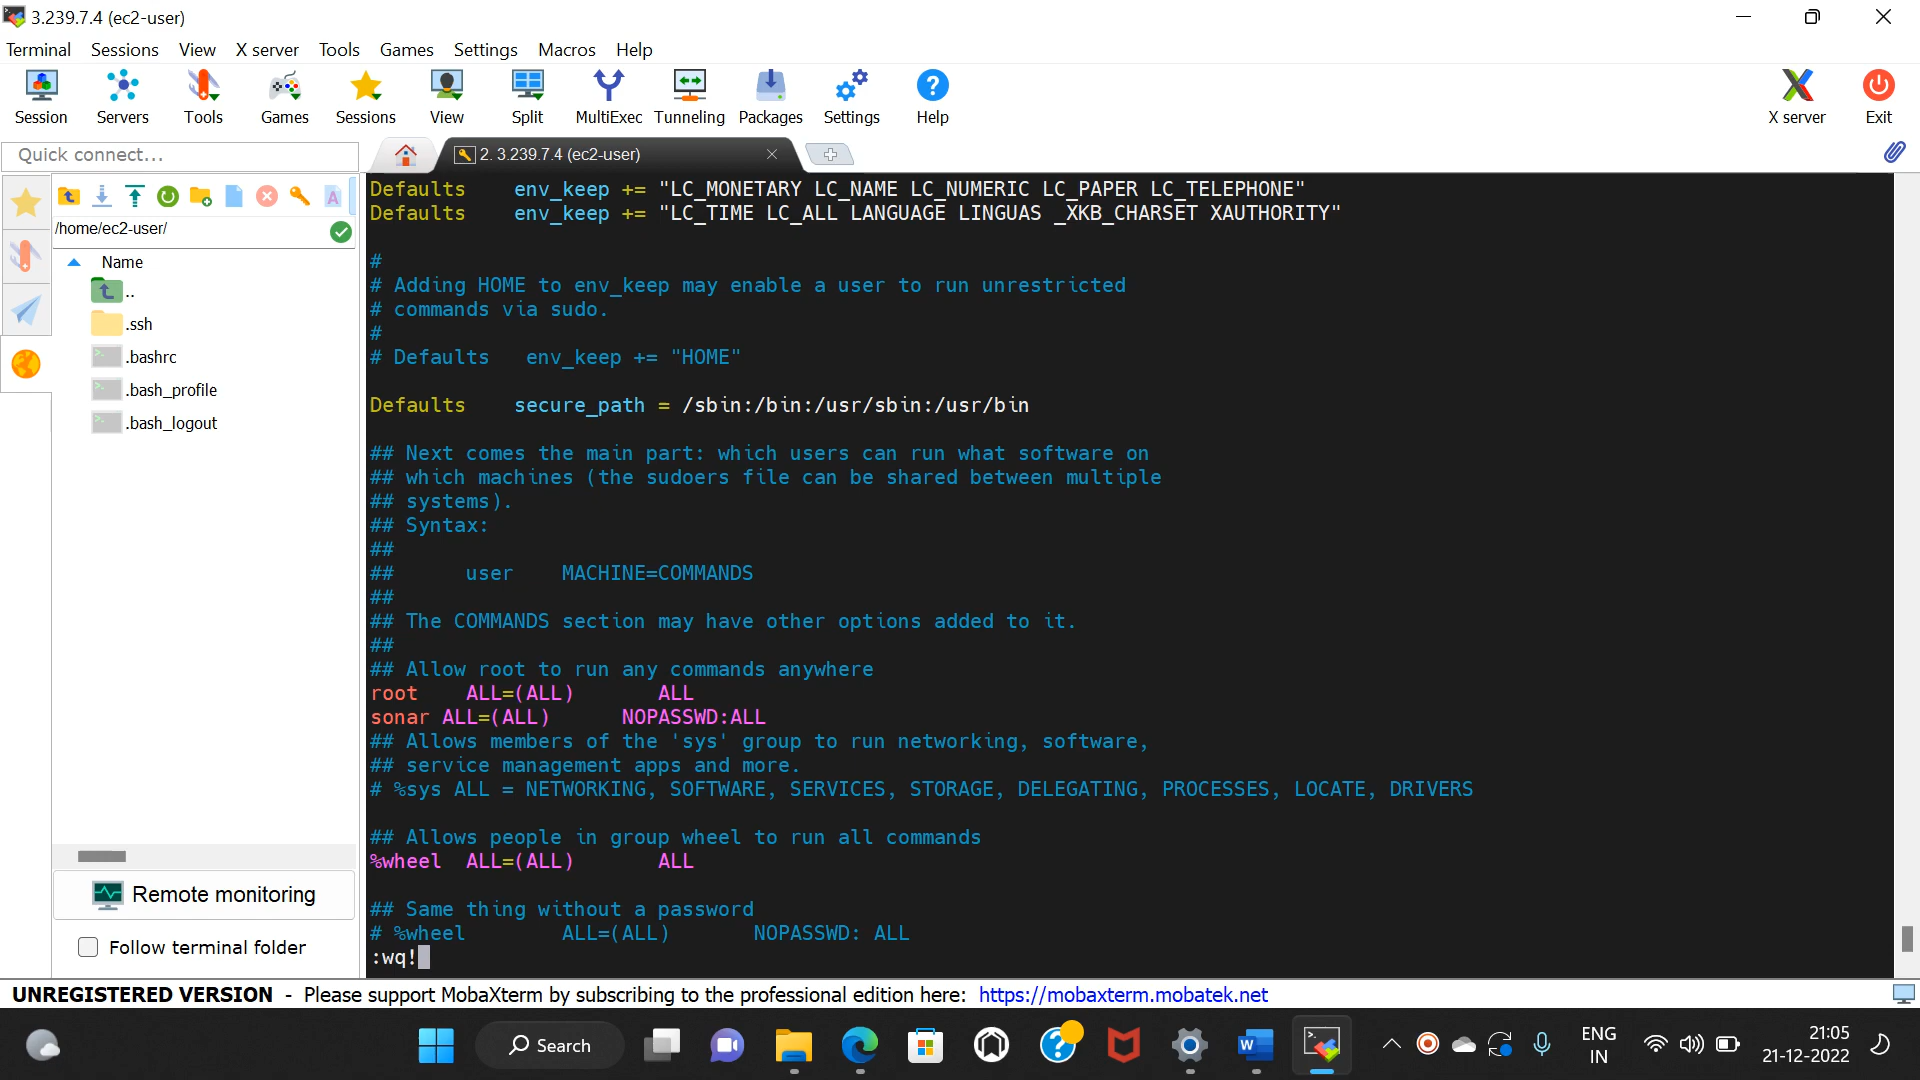 3.239.7.4 (ec2-user)
Terminal Sessions View X server Tools Games Settings Macros Help
Session Servers Tools Games Sessions View Split MultiExec Tunneling Packages Settings Help X server Exit
Quick connect...
2. 3.239.7.4 (ec2-user)
/home/ec2-user/
Name
..
.ssh
.bashrc
.bash_profile
.bash_logout
Remote monitoring
Follow terminal folder
Defaults    env_keep += "LC_MONETARY LC_NAME LC_NUMERIC LC_PAPER LC_TELEPHONE"
Defaults    env_keep += "LC_TIME LC_ALL LANGUAGE LINGUAS _XKB_CHARSET XAUTHORITY"
#
# Adding HOME to env_keep may enable a user to run unrestricted
# commands via sudo.
#
# Defaults   env_keep += "HOME"
Defaults    secure_path = /sbin:/bin:/usr/sbin:/usr/bin
## Next comes the main part: which users can run what software on
## which machines (the sudoers file can be shared between multiple
## systems).
## Syntax:
##
##      user    MACHINE=COMMANDS
##
## The COMMANDS section may have other options added to it.
##
## Allow root to run any commands anywhere
root    ALL=(ALL)       ALL
sonar ALL=(ALL)      NOPASSWD:ALL
## Allows members of the 'sys' group to run networking, software,
## service management apps and more.
# %sys ALL = NETWORKING, SOFTWARE, SERVICES, STORAGE, DELEGATING, PROCESSES, LOCATE, DRIVERS
## Allows people in group wheel to run all commands
%wheel  ALL=(ALL)       ALL
## Same thing without a password
# %wheel        ALL=(ALL)       NOPASSWD: ALL
:wq!
UNREGISTERED VERSION - Please support MobaXterm by subscribing to the professional edition here: https://mobaxterm.mobatek.net
Search
ENG
IN
21:05
21-12-2022